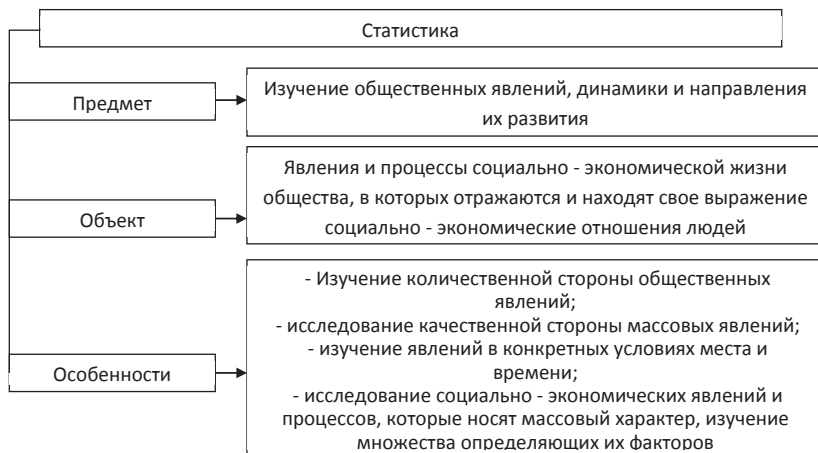 Статистика
Предмет
Изучение общественных явлений, динамики и направления
их развития
Объект
Явления и процессы социально - экономической жизни
общества, в которых отражаются и находят свое выражение
социально - экономические отношения людей
Особенности
- Изучение количественной стороны общественных
явлений;
- исследование качественной стороны массовых явлений;
- изучение явлений в конкретных условиях места и
времени;
- исследование социально - экономических явлений и
процессов, которые носят массовый характер, изучение
множества определяющих их факторов